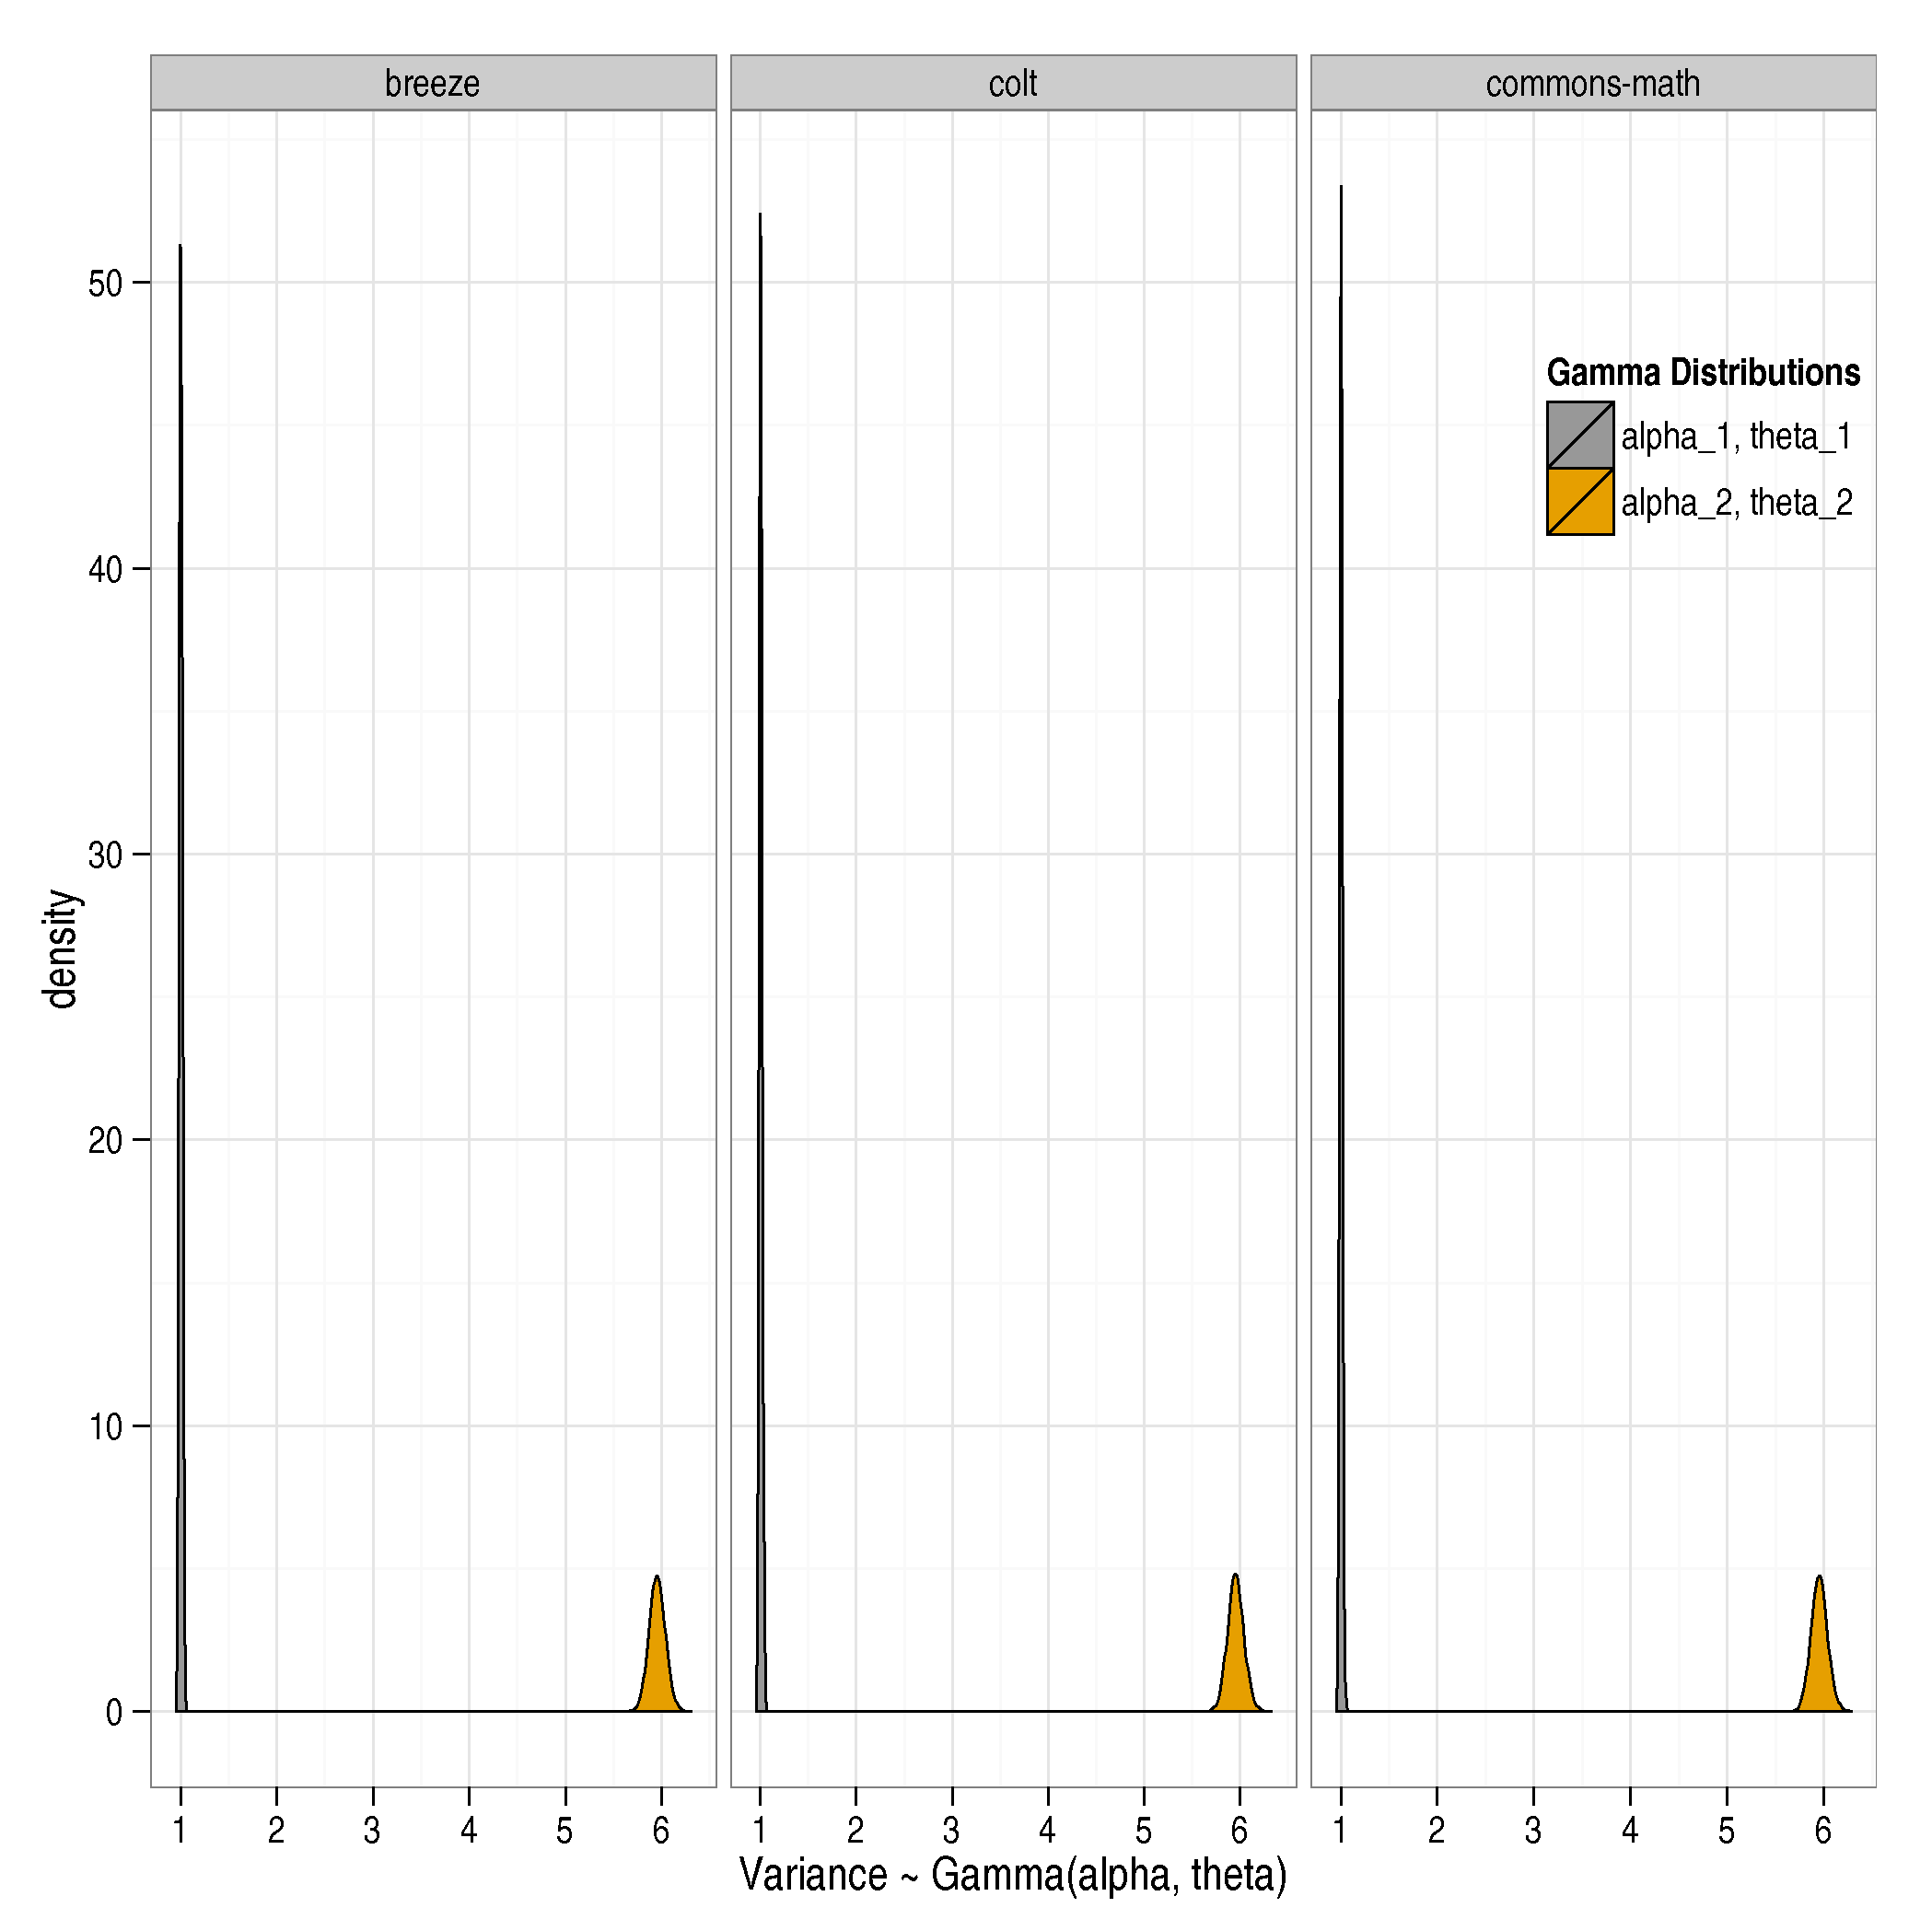 breeze colt commons-math
50
40
30
20
10
0
density
Gamma Distributions
alpha_1, theta_1
alpha_2, theta_2
1 2 3 4 5 6 1 2 3 4 5 6 1 2 3 4 5 6
Variance ~ Gamma(alpha, theta)